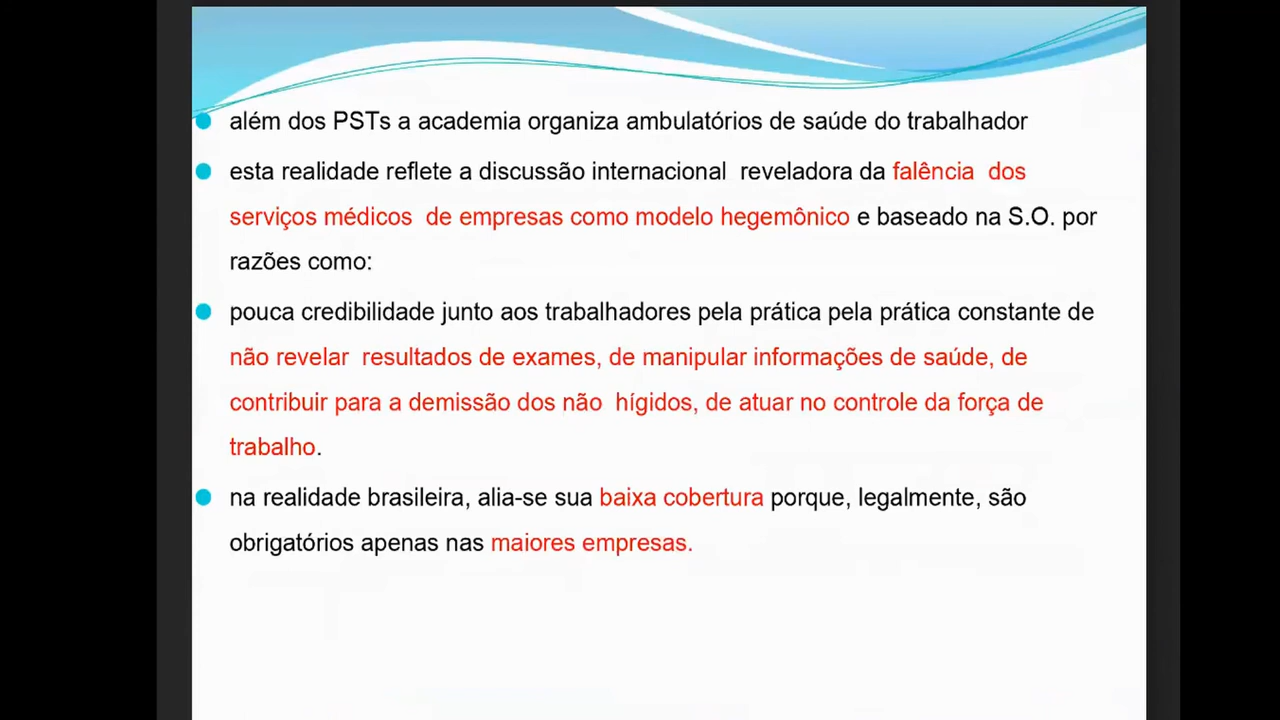 além dos PSTs a academia organiza ambulatórios de saúde do trabalhador
esta realidade reflete a discussão internacional reveladora da falência dos
serviços médicos de empresas como modelo hegemônico e baseado na S.O. por
razões como:
pouca credibilidade junto aos trabalhadores pela prática pela prática constante de
não revelar resultados de exames, de manipular informações de saúde, de
contribuir para a demissão dos não hígidos, de atuar no controle da força de
trabalho.
na realidade brasileira, alia-se sua baixa cobertura porque, legalmente, são
obrigatórios apenas nas maiores empresas.